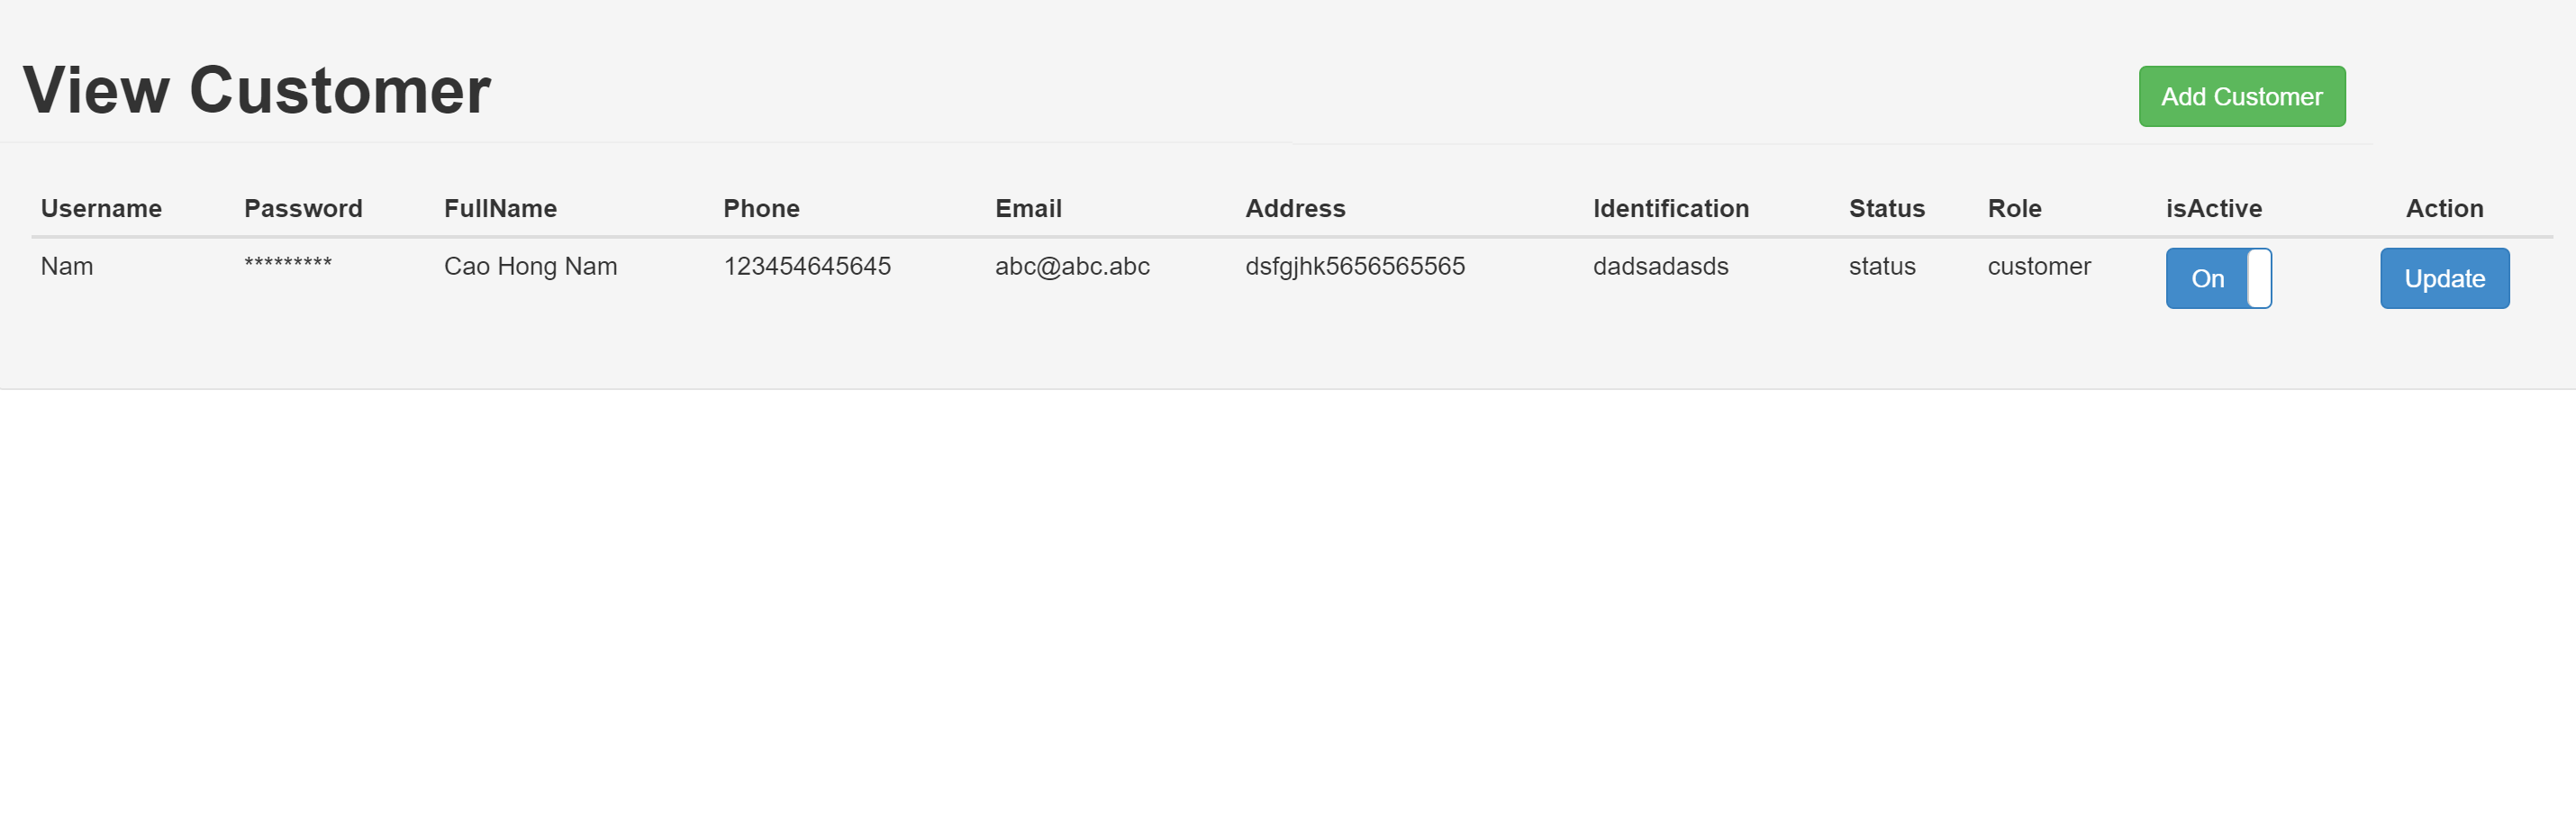 View Customer
Add Customer
Username Password FullName Phone Email Address Identification Status Role isActive Action
Nam ********* Cao Hong Nam 123454645645 abc@abc.abc dsfgjhk5656565565 dadsadasds status customer On Update